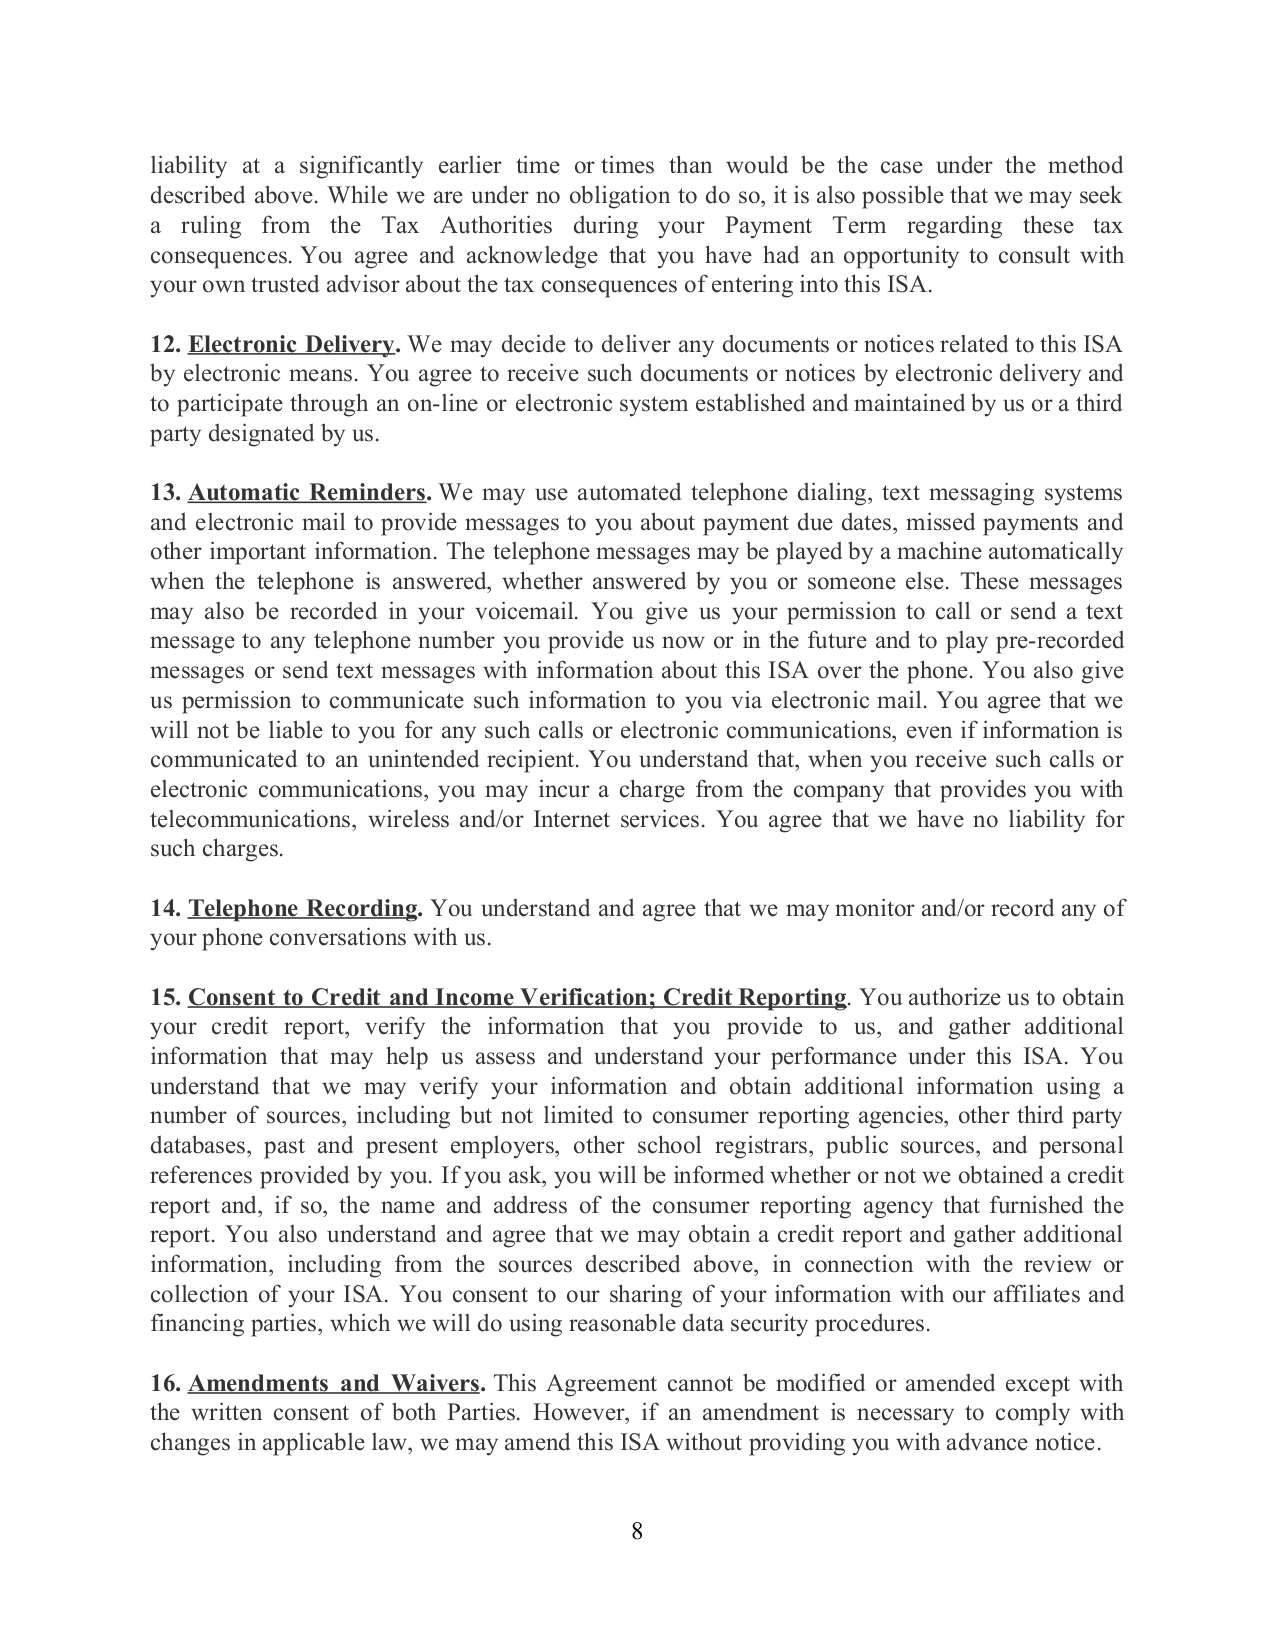 liability at a significantly earlier time or times than would be the case under the method
described above. While we are under no obligation to do so, it is also possible that we may seek
a ruling from the Tax Authorities during your Payment Term regarding these tax
consequences. You agree and acknowledge that you have had an opportunity to consult with
your own trusted advisor about the tax consequences of entering into this ISA.
12. Electronic Delivery. We may decide to deliver any documents or notices related to this ISA
by electronic means. You agree to receive such documents or notices by electronic delivery and
to participate through an on-line or electronic system established and maintained by us or a third
party designated by us.
13. Automatic Reminders. We may use automated telephone dialing, text messaging systems
and electronic mail to provide messages to you about payment due dates, missed payments and
other important information. The telephone messages may be played by a machine automatically
when the telephone is answered, whether answered by you or someone else. These messages
may also be recorded in your voicemail. You give us your permission to call or send a text
message to any telephone number you provide us now or in the future and to play pre-recorded
messages or send text messages with information about this ISA over the phone. You also give
us permission to communicate such information to you via electronic mail. You agree that we
will not be liable to you for any such calls or electronic communications, even if information is
communicated to an unintended recipient. You understand that, when you receive such calls or
electronic communications, you may incur a charge from the company that provides you with
telecommunications, wireless and/or Internet services. You agree that we have no liability for
such charges.
14. Telephone Recording. You understand and agree that we may monitor and/or record any of
your phone conversations with us.
15. Consent to Credit and Income Verification; Credit Reporting. You authorize us to obtain
your credit report, verify the information that you provide to us, and gather additional
information that may help us assess and understand your performance under this ISA. You
understand that we may verify your information and obtain additional information using a
number of sources, including but not limited to consumer reporting agencies, other third party
databases, past and present employers, other school registrars, public sources, and personal
references provided by you. If you ask, you will be informed whether or not we obtained a credit
report and, if so, the name and address of the consumer reporting agency that furnished the
report. You also understand and agree that we may obtain a credit report and gather additional
information, including from the sources described above, in connection with the review or
collection of your ISA. You consent to our sharing of your information with our affiliates and
financing parties, which we will do using reasonable data security procedures.
16. Amendments and Waivers. This Agreement cannot be modified or amended except with
the written consent of both Parties. However, if an amendment is necessary to comply with
changes in applicable law, we may amend this ISA without providing you with advance notice.
8